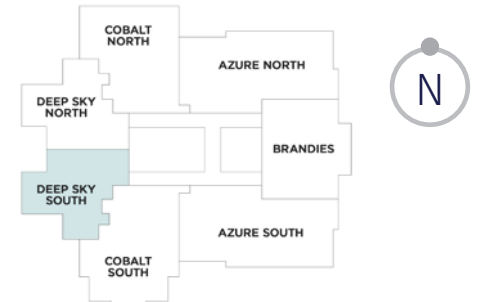 COBALT
NORTH
AZURE NORTH
N
DEEP SKY
NORTH
BRANDIES
DEEP SKY
SOUTH
AZURE SOUTH
COBALT
SOUTH